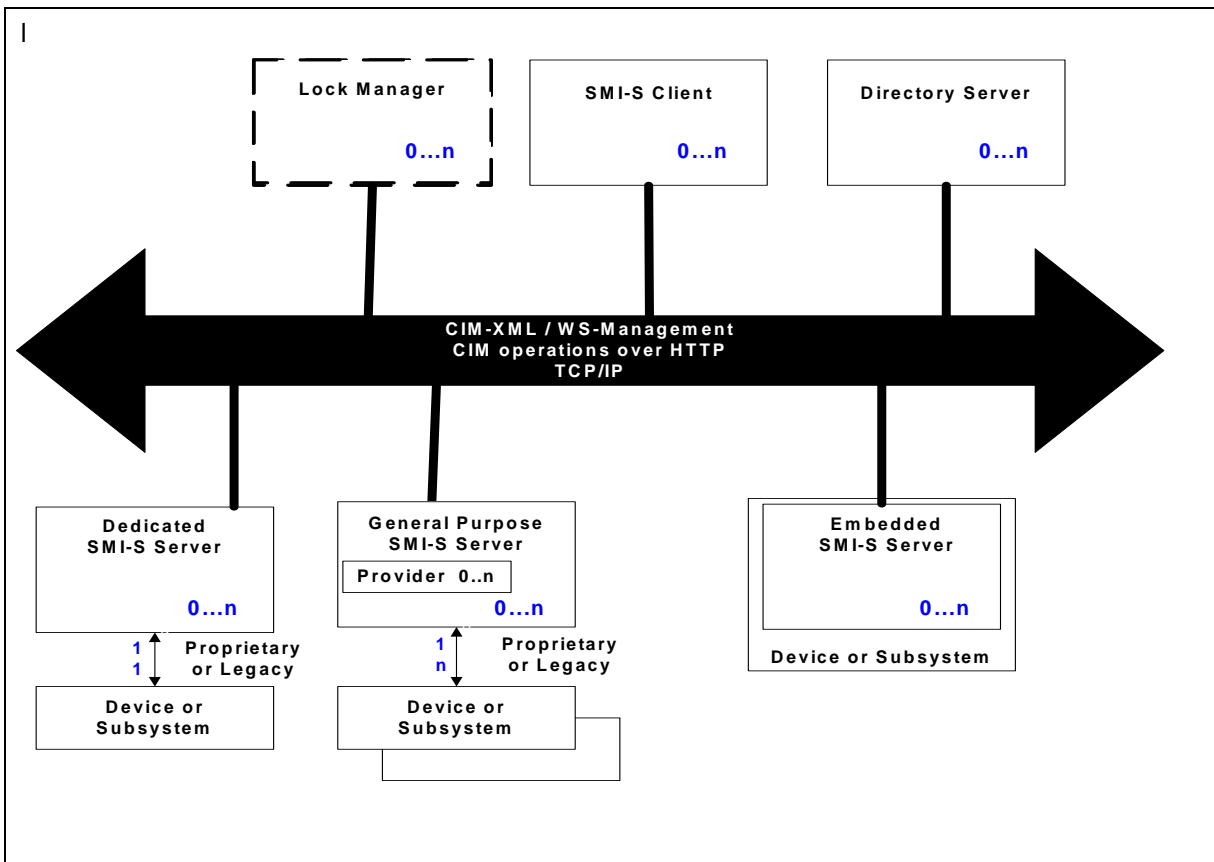 |
Lock Manager
0...n
SMI-S Client
0...n
Directory Server
0...n
CIM-XML / WS-Management
CIM operations over HTTP
TCP/IP
Dedicated
SMI-S Server
0...n
General Purpose
SMI-S Server
Provider 0..n
0...n
Embedded
SMI-S Server
0...n
Device or Subsystem
1
1
Proprietary
or Legacy
1
n
Proprietary
or Legacy
Device or
Subsystem
Device or
Subsystem